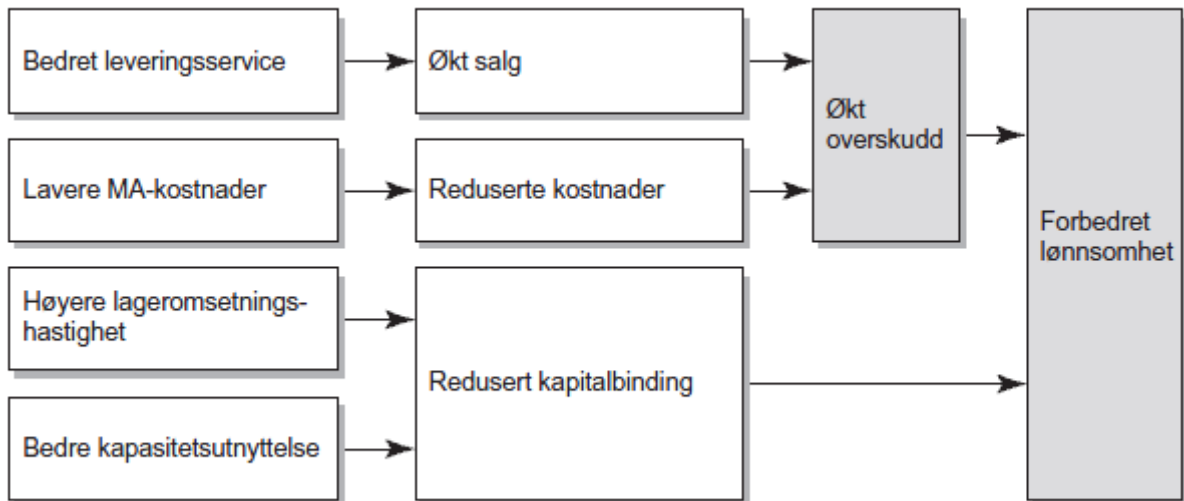 Bedret leveringsservice
Økt salg
Økt
overskudd
Lavere MA-kostnader
Reduserte kostnader
Forbedret
lønnsomhet
Høyere lageromsetnings-
hastighet
Redusert kapitalbinding
Bedre kapasitetsutnyttelse